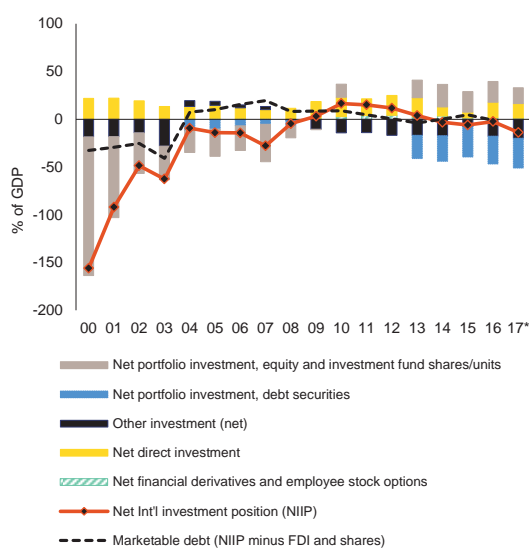 100
50
0
-50
-100
-150
-200
% of GDP
00 01 02 03 04 05 06 07 08 09 10 11 12 13 14 15 16 17*
Net portfolio investment, equity and investment fund shares/units
Net portfolio investment, debt securities
Other investment (net)
Net direct investment
Net financial derivatives and employee stock options
Net Int'l investment position (NIIP)
Marketable debt (NIIP minus FDI and shares)